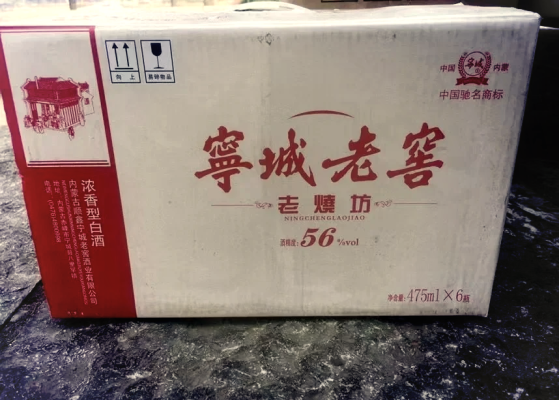 向 上
易碎物品
中国
寧城
内蒙
中国驰名商标
寧城老窖
老燒坊
NINGCHENGLAOJIAO
酒精度: 56 %vol
净含量: 475ml×6瓶
浓香型白酒
内蒙古顺鑫宁城老窖酒业有限公司